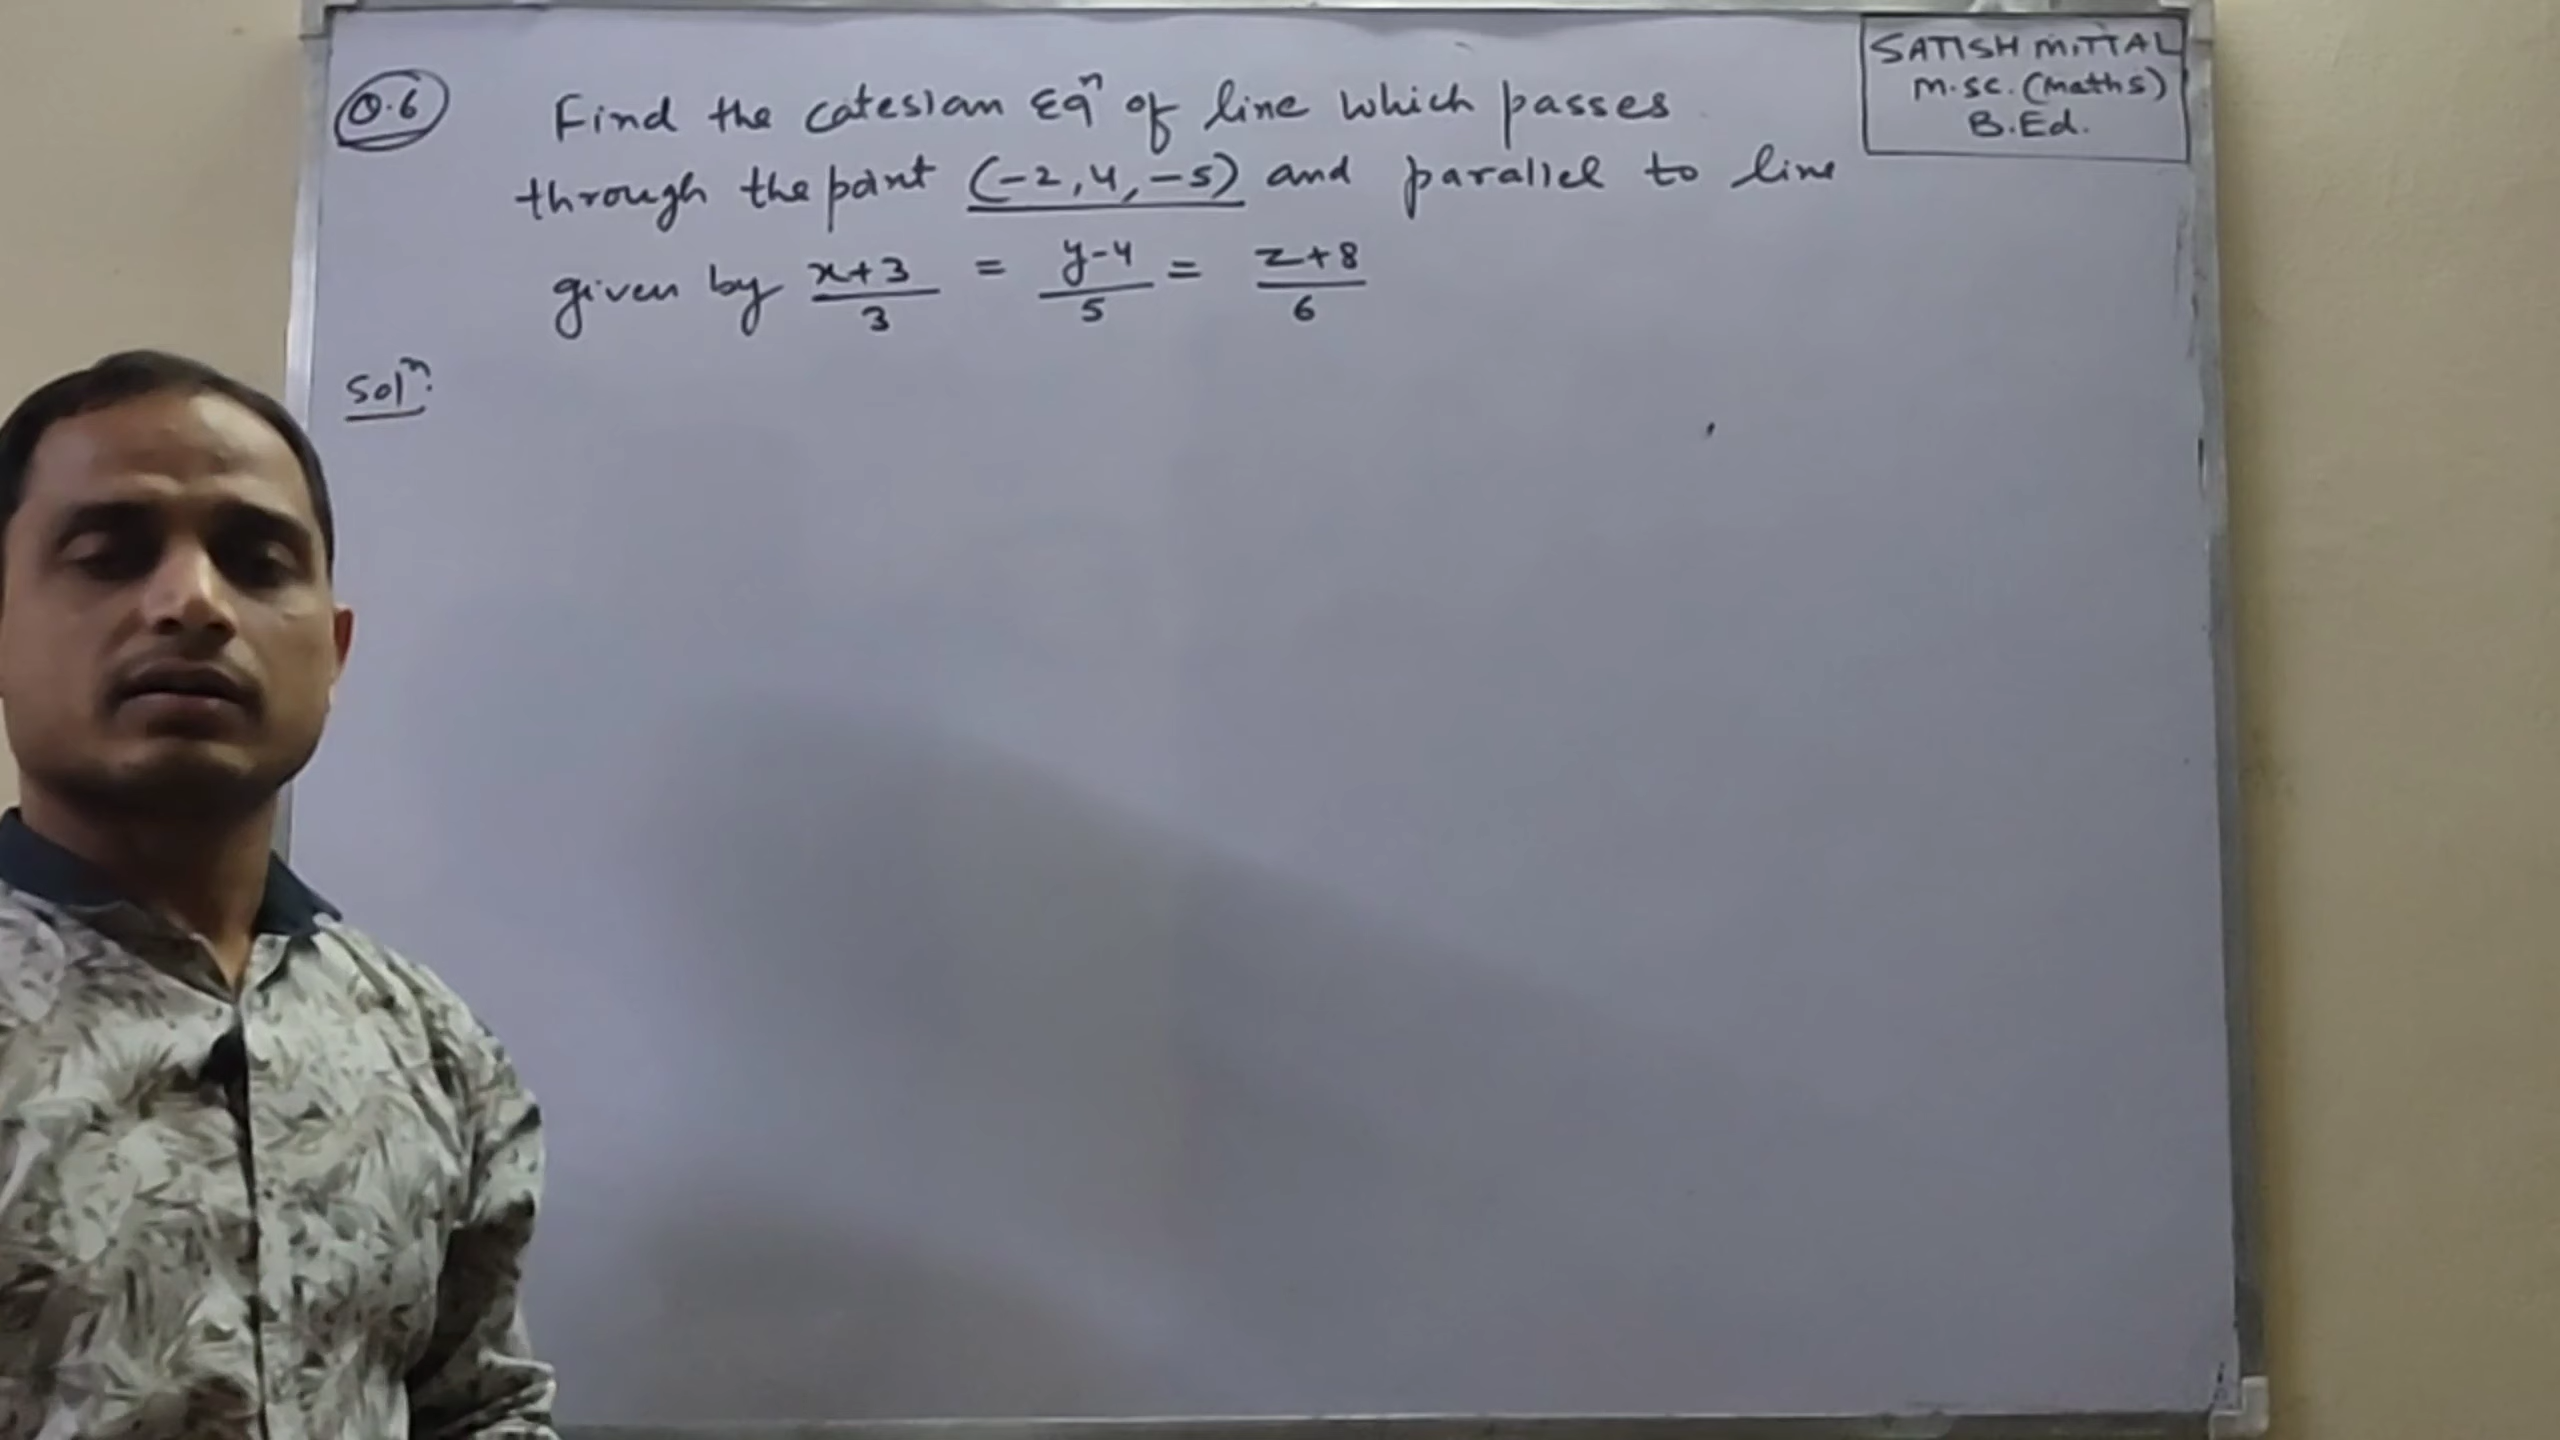 Q.6 Find the catesian Eqⁿ of line which passes
through the point (-2, 4, -5) and parallel to line
given by x+3/3 = y-4/5 = z+8/6
Solⁿ.
SATISH MITTAL
M.SC. (Maths)
B.Ed.